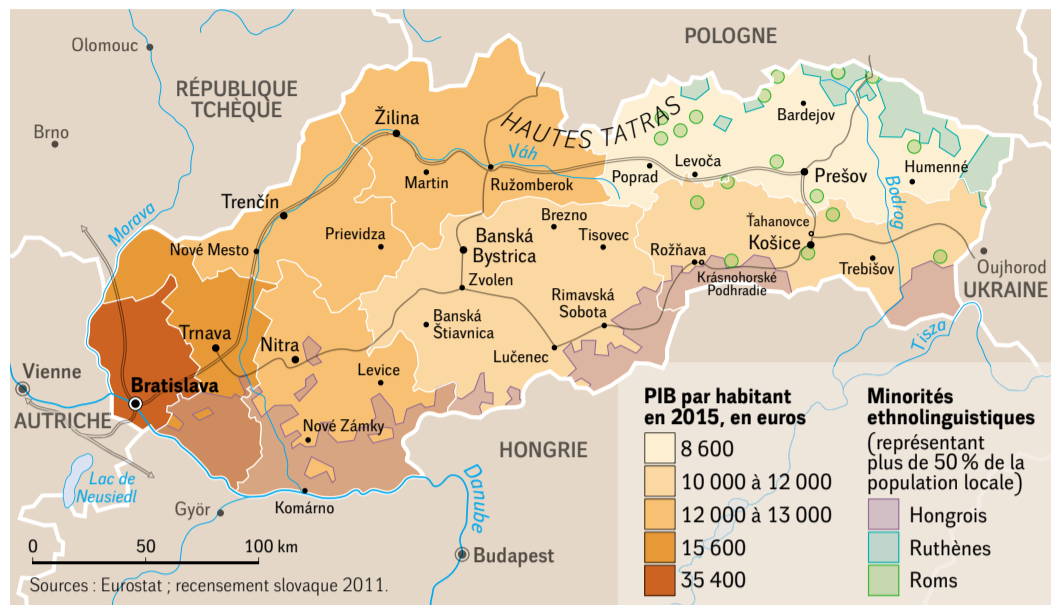 POLOGNE
Olomouc
RÉPUBLIQUE
TCHÈQUE
HAUTES TATRAS
Bardejov
Žilina
Brno
Váh
Levoča
Poprad
Prešov
Humenné
Martin
Ružomberok
Bodrog
Trenčín
Morava
Brezno
Ťahanovce
Prievidza
Tisovec
Košice
Nové Mesto
Banská
Bystrica
Rožňava
Trebišov
Oujhorod
UKRAINE
Krásnohorské
Podhradie
Zvolen
Rimavská
Sobota
Banská
Štiavnica
Trnava
Nitra
Lučenec
Tisza
Levice
Vienne
Bratislava
AUTRICHE
Nové Zámky
HONGRIE
Lac de
Neusiedl
Györ
Komárno
Danube
Budapest
PIB par habitant
en 2015, en euros
8 600
10 000 à 12 000
12 000 à 13 000
15 600
35 400
Minorités
ethnolinguistiques
(représentant
plus de 50 % de la
population locale)
Hongrois
Ruthènes
Roms
0 50 100 km
Sources : Eurostat ; recensement slovaque 2011.